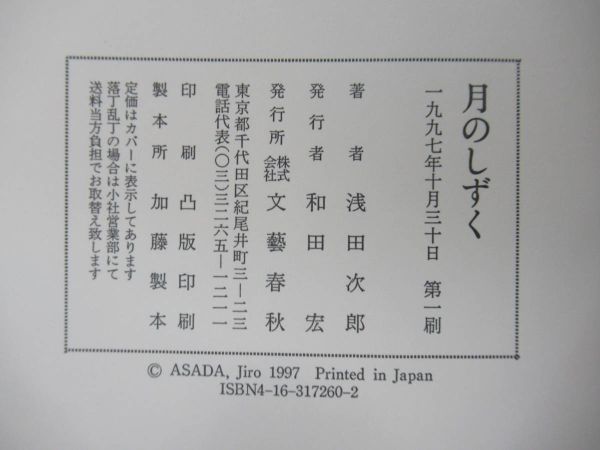 月のしずく
一九九七年十月三十日　第一刷
著者　浅田次郎
発行者　和田宏
発行所　株式会社　文藝春秋
東京都千代田区紀尾井町三―二三
電話代表(〇三)三二六五―一二一一
印刷　凸版印刷
製本所　加藤製本
定価はカバーに表示してあります
落丁乱丁の場合は小社営業部にて
送料当方負担でお取替え致します
© ASADA, Jiro 1997 Printed in Japan
ISBN4-16-317260-2